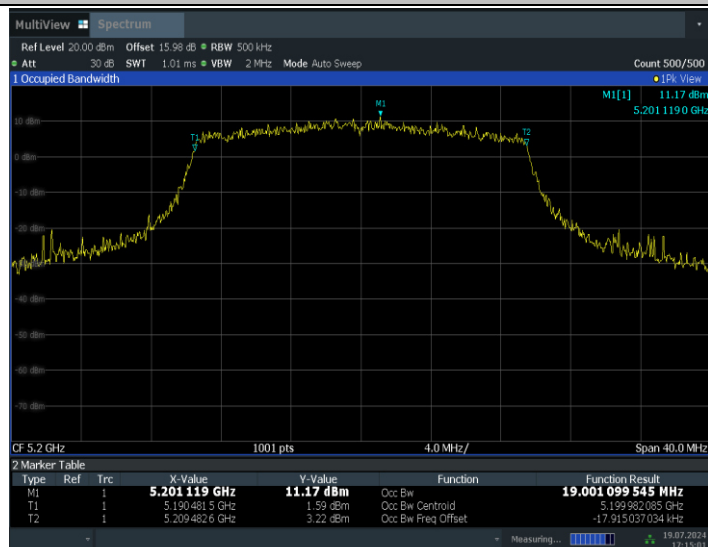 MultiView Spectrum
Ref Level 20.00 dBm Offset 15.98 dB RBW 500 kHz
Att 30 dB SWT 1.01 ms VBW 2 MHz Mode Auto Sweep Count 500/500
1 Occupied Bandwidth 1Pk View
M1[1] 11.17 dBm
5.201 119 0 GHz
M1
10 dBm
T1
T2
0 dBm
-10 dBm
-20 dBm
-40 dBm
-50 dBm
-60 dBm
-70 dBm
CF 5.2 GHz 1001 pts 4.0 MHz/ Span 40.0 MHz
2 Marker Table
Type Ref Trc X-Value Y-Value Function Function Result
M1 1 5.201 119 GHz 11.17 dBm Occ Bw 19.001 099 545 MHz
T1 1 5.190 481 5 GHz 1.59 dBm Occ Bw Centroid 5.199 982 085 GHz
T2 1 5.209 482 6 GHz 3.22 dBm Occ Bw Freq Offset -17.915 037 034 kHz
Measuring... 19.07.2024
17:15:01